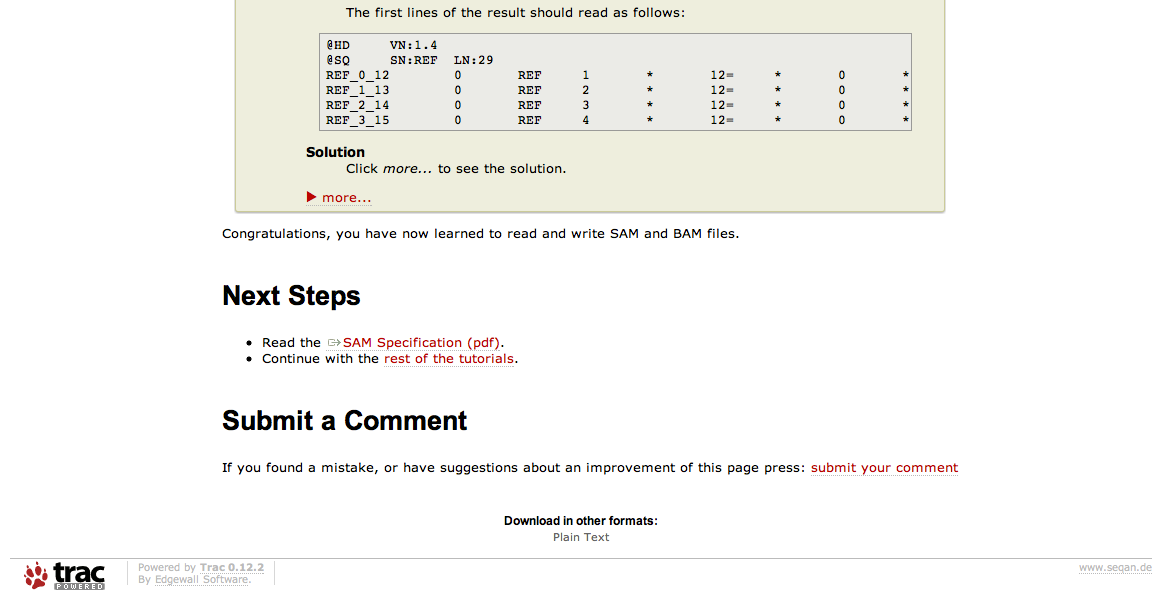 The first lines of the result should read as follows:
@HD VN:1.4
@SQ SN:REF LN:29
REF_0_12 0 REF 1 * 12= * 0 *
REF_1_13 0 REF 2 * 12= * 0 *
REF_2_14 0 REF 3 * 12= * 0 *
REF_3_15 0 REF 4 * 12= * 0 *
Solution
Click more... to see the solution.
more...
Congratulations, you have now learned to read and write SAM and BAM files.
Next Steps
Read the SAM Specification (pdf).
Continue with the rest of the tutorials.
Submit a Comment
If you found a mistake, or have suggestions about an improvement of this page press: submit your comment
Download in other formats:
Plain Text
trac
POWERED
Powered by Trac 0.12.2
By Edgewall Software.
www.seqan.de